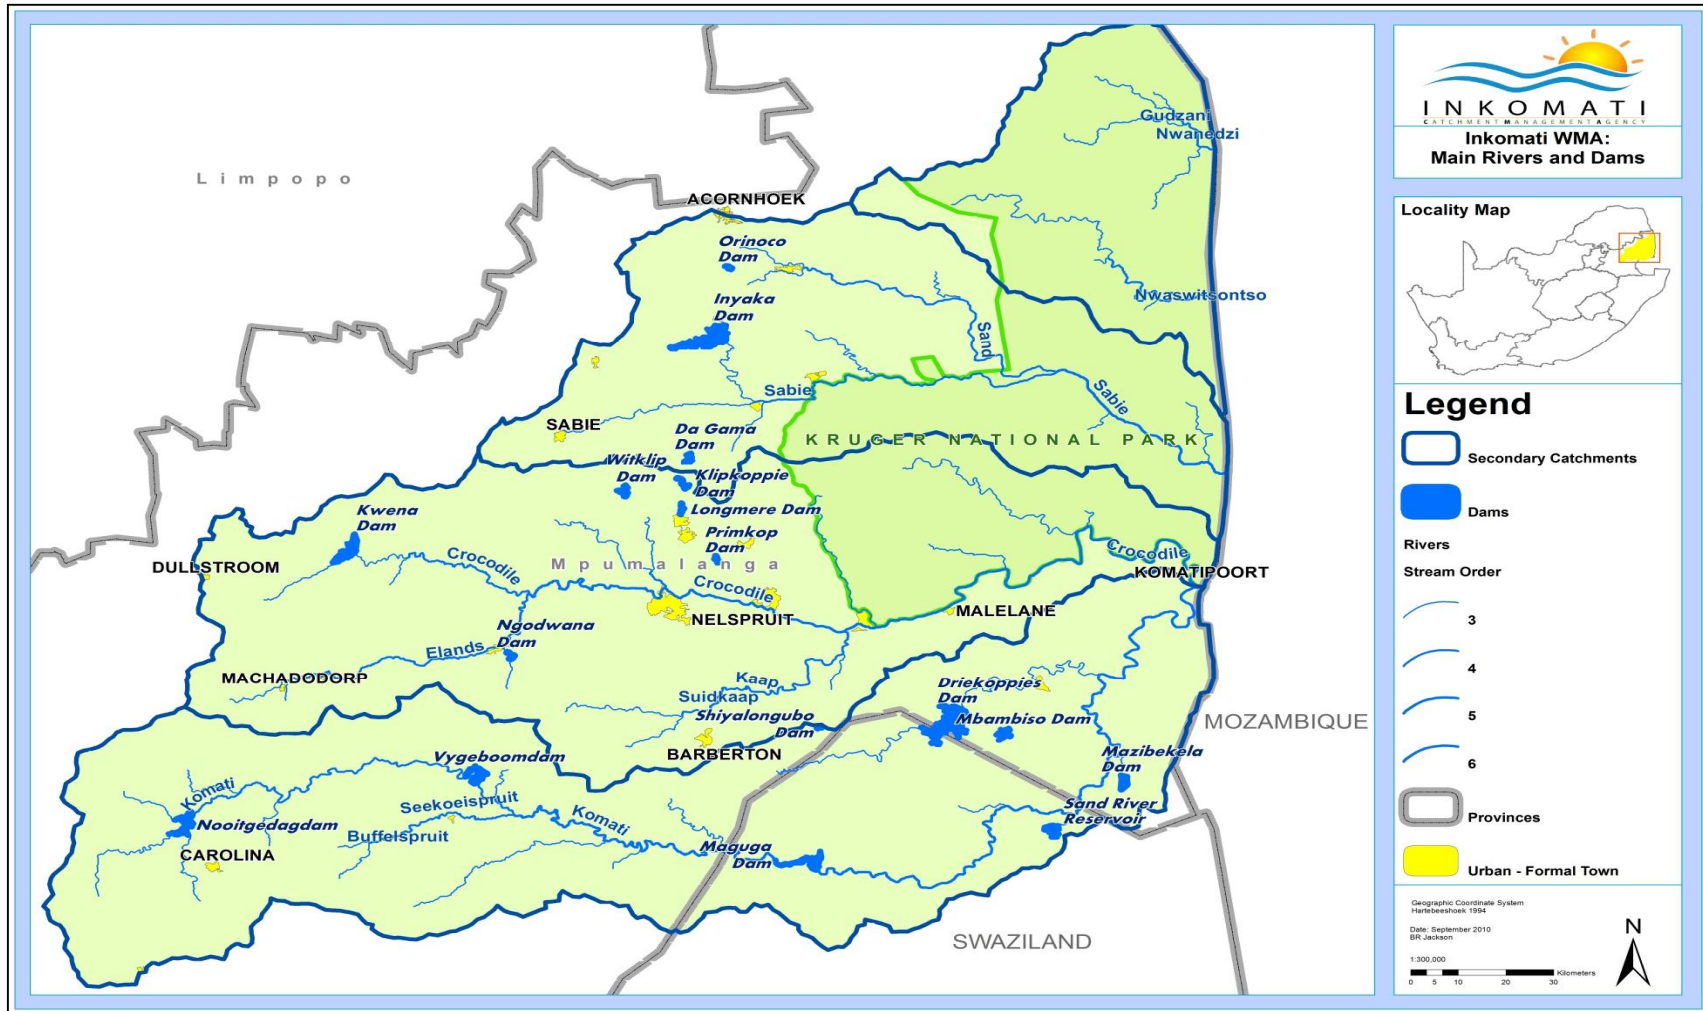 Limpopo
ACORNHOEK
Orinoco
Dam
Inyaka
Dam
Gudzani
Nwanedzi
Nwaswitsontso
Sand
Sabie
Sabie
SABIE
KRUGER NATIONAL PARK
Da Gama
Dam
Witklip
Dam
Klipkoppie
Dam
Longmere Dam
Primkop
Dam
Kwena
Dam
DULLSTROOM
Crocodile
Mpumalanga
Crocodile
Crocodile
KOMATIPOORT
NELSPRUIT
MALELANE
Ngodwana
Dam
Elands
MACHADODORP
Kaap
Suidkaap
Shiyalongubo
Dam
BARBERTON
Driekoppies
Dam
Mbambiso Dam
MOZAMBIQUE
Mazibekela
Dam
Sand River
Reservoir
Vygeboomdam
Komati
Nooitgedagdam
CAROLINA
Seekoeispruit
Buffelspruit
Komati
Maguga
Dam
SWAZILAND
INKOMATI
CATCHMENT MANAGEMENT AGENCY
Inkomati WMA:
Main Rivers and Dams
Locality Map
Legend
Secondary Catchments
Dams
Rivers
Stream Order
3
4
5
6
Provinces
Urban - Formal Town
Geographic Coordinate System
Hartebeeshoek 1994
Date: September 2010
BR Jackson
1:300,000
Kilometers
0 5 10 20 30
N